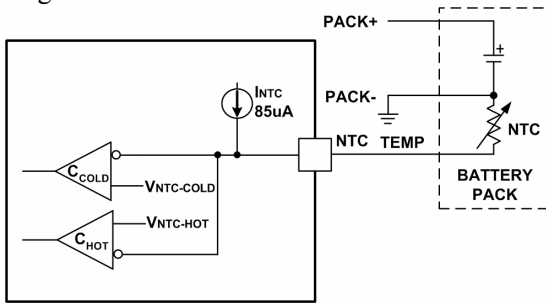 PACK+
INTC
85uA
PACK-
NTC
NTC TEMP
CCOLD
VNTC-COLD
BATTERY
PACK
VNTC-HOT
CHOT